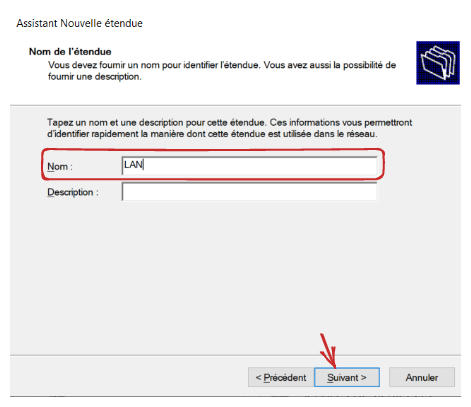 Assistant Nouvelle étendue
Nom de l'étendue
Vous devez fournir un nom pour identifier l'étendue. Vous avez aussi la possibilité de
fournir une description.
Tapez un nom et une description pour cette étendue. Ces informations vous permettront
d'identifier rapidement la manière dont cette étendue est utilisée dans le réseau.
Nom : LAN
Description :
< Précédent Suivant > Annuler